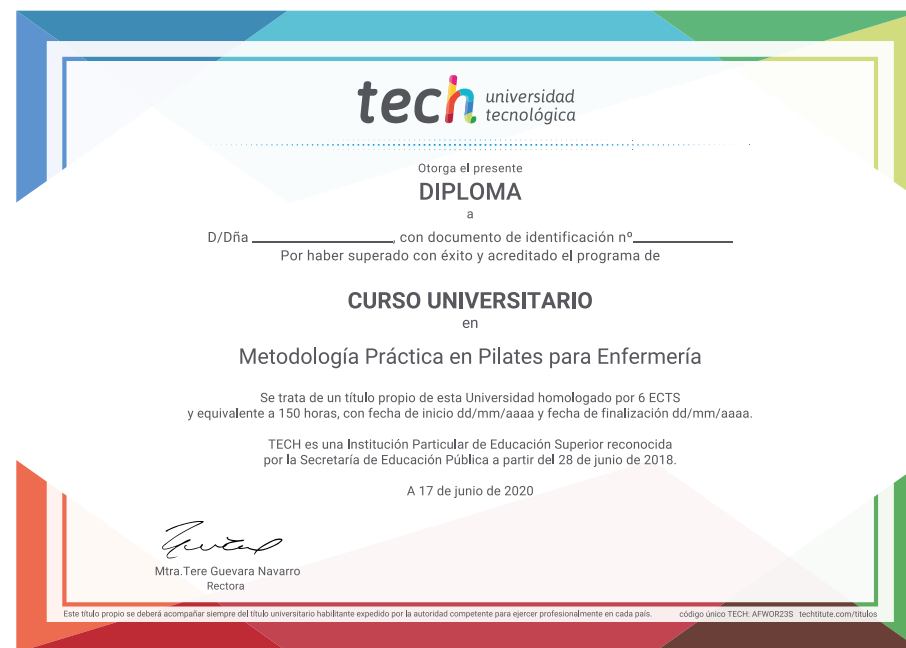 tech universidad
tecnológica
Otorga el presente
DIPLOMA
a
D/Dña ______________, con documento de identificación nº__________
Por haber superado con éxito y acreditado el programa de
CURSO UNIVERSITARIO
en
Metodología Práctica en Pilates para Enfermería
Se trata de un título propio de esta Universidad homologado por 6 ECTS
y equivalente a 150 horas, con fecha de inicio dd/mm/aaaa y fecha de finalización dd/mm/aaaa.
TECH es una Institución Particular de Educación Superior reconocida
por la Secretaría de Educación Pública a partir del 28 de junio de 2018.
A 17 de junio de 2020
Mtra.Tere Guevara Navarro
Rectora
Este título propio se deberá acompañar siempre del título universitario habilitante expedido por la autoridad competente para ejercer profesionalmente en cada país. código único TECH: AFWOR23S techtitute.com/titulos